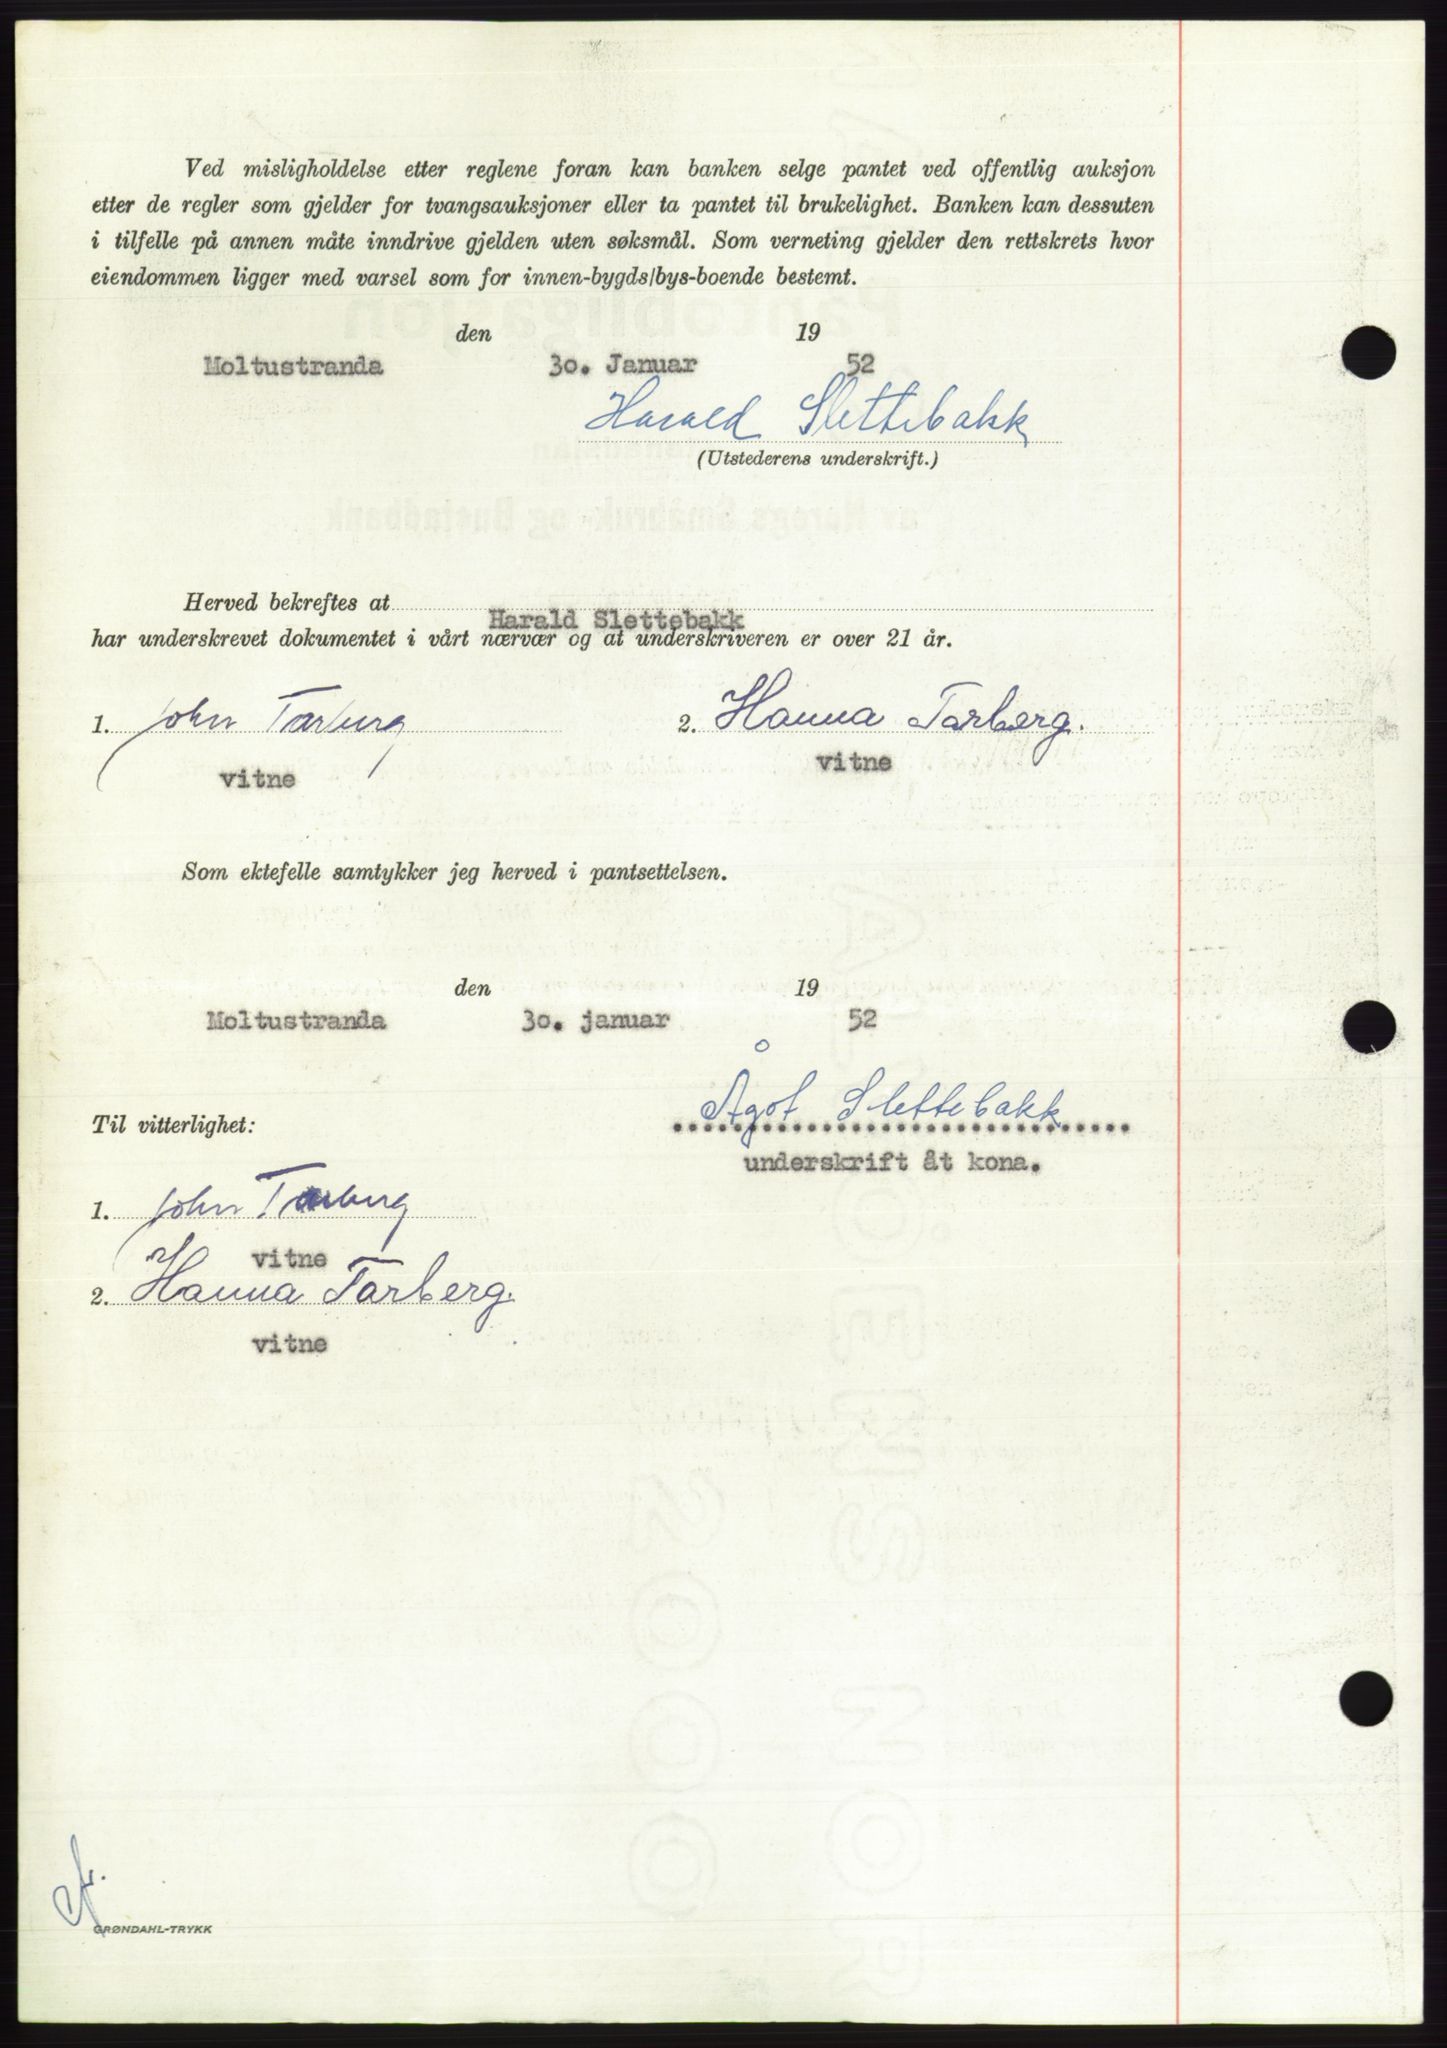 Ved misligholdelse etter reglene foran kan banken selge pantet ved offentlig auksjon
etter de regler som gjelder for tvangsauksjoner eller ta pantet til brukelighet. Banken kan dessuten
i tilfelle på annen måte inndrive gjelden uten søksmål. Som verneting gjelder den rettskrets hvor
eiendommen ligger med varsel som for innen-bygds/bys-boende bestemt.
den 19
Moltustranda 30. Januar 52
Harald Slettebakk
(Utstederens underskrift.)
Herved bekreftes at
Harald Slettebakk
har underskrevet dokumentet i vårt nærvær og at underskriveren er over 21 år.
1. John Tarberg 2. Hanna Tarberg.
vitne vitne
Som ektefelle samtykker jeg herved i pantsettelsen.
den 19
Moltustranda 30. januar 52
Ågot Slettebakk
Til vitterlighet:
underskrift åt kona.
1. John Tarberg
vitne
2. Hanna Tarberg.
vitne
GRØNDAHL-TRYKK